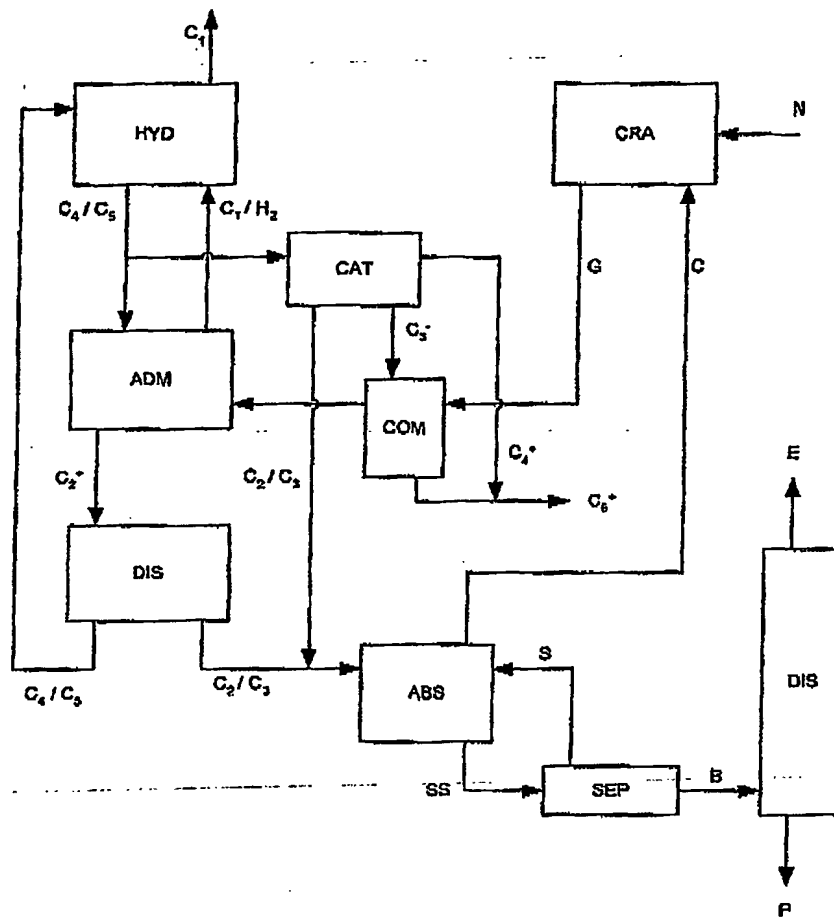 C₁
HYD
CRA
N
C₄ / C₅
C₁ / H₂
CAT
G
C
C₃⁻
ADM
COM
C₂⁺
C₂ / C₃
C₄⁺
C₅⁺
E
DIS
C₄ / C₅
C₂ / C₃
ABS
S
DIS
SS
SEP
B
P